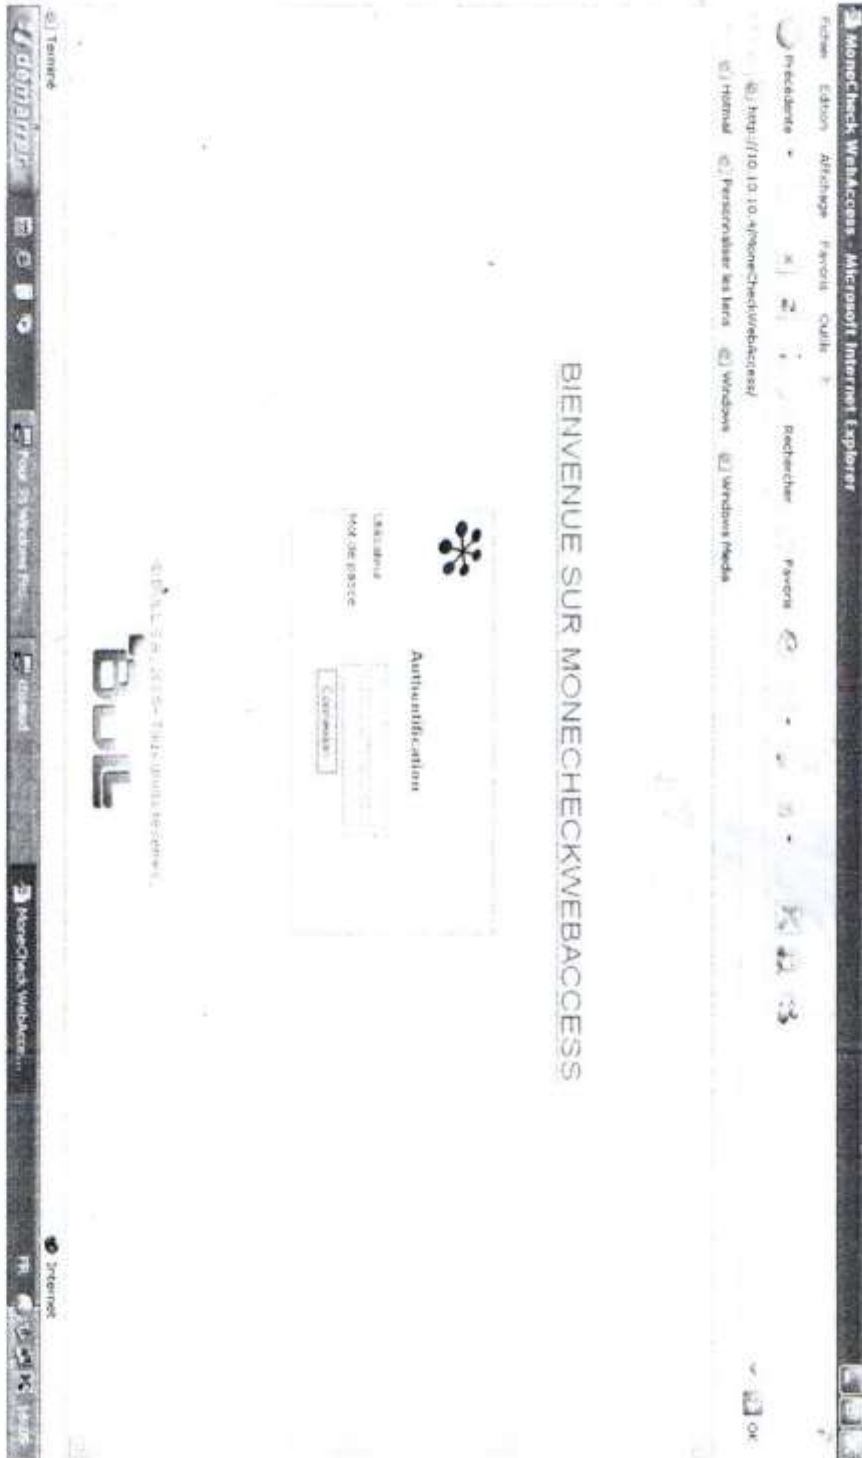 MoneCheck WebAccess - Microsoft Internet Explorer
Fichier Edition Affichage Favoris Outils ?
Précédente Rechercher Favoris
http://10.10.10.4/MoneCheckWebAccess/
OK
Hotmail Personnaliser les liens Windows Windows Media
BIENVENUE SUR MONECHECKWEBACCESS
Authentification
Utilisateur
Mot de passe
Connexion
Bull
Terminé
Internet
démarrer
MoneCheck WebAcce...
FR